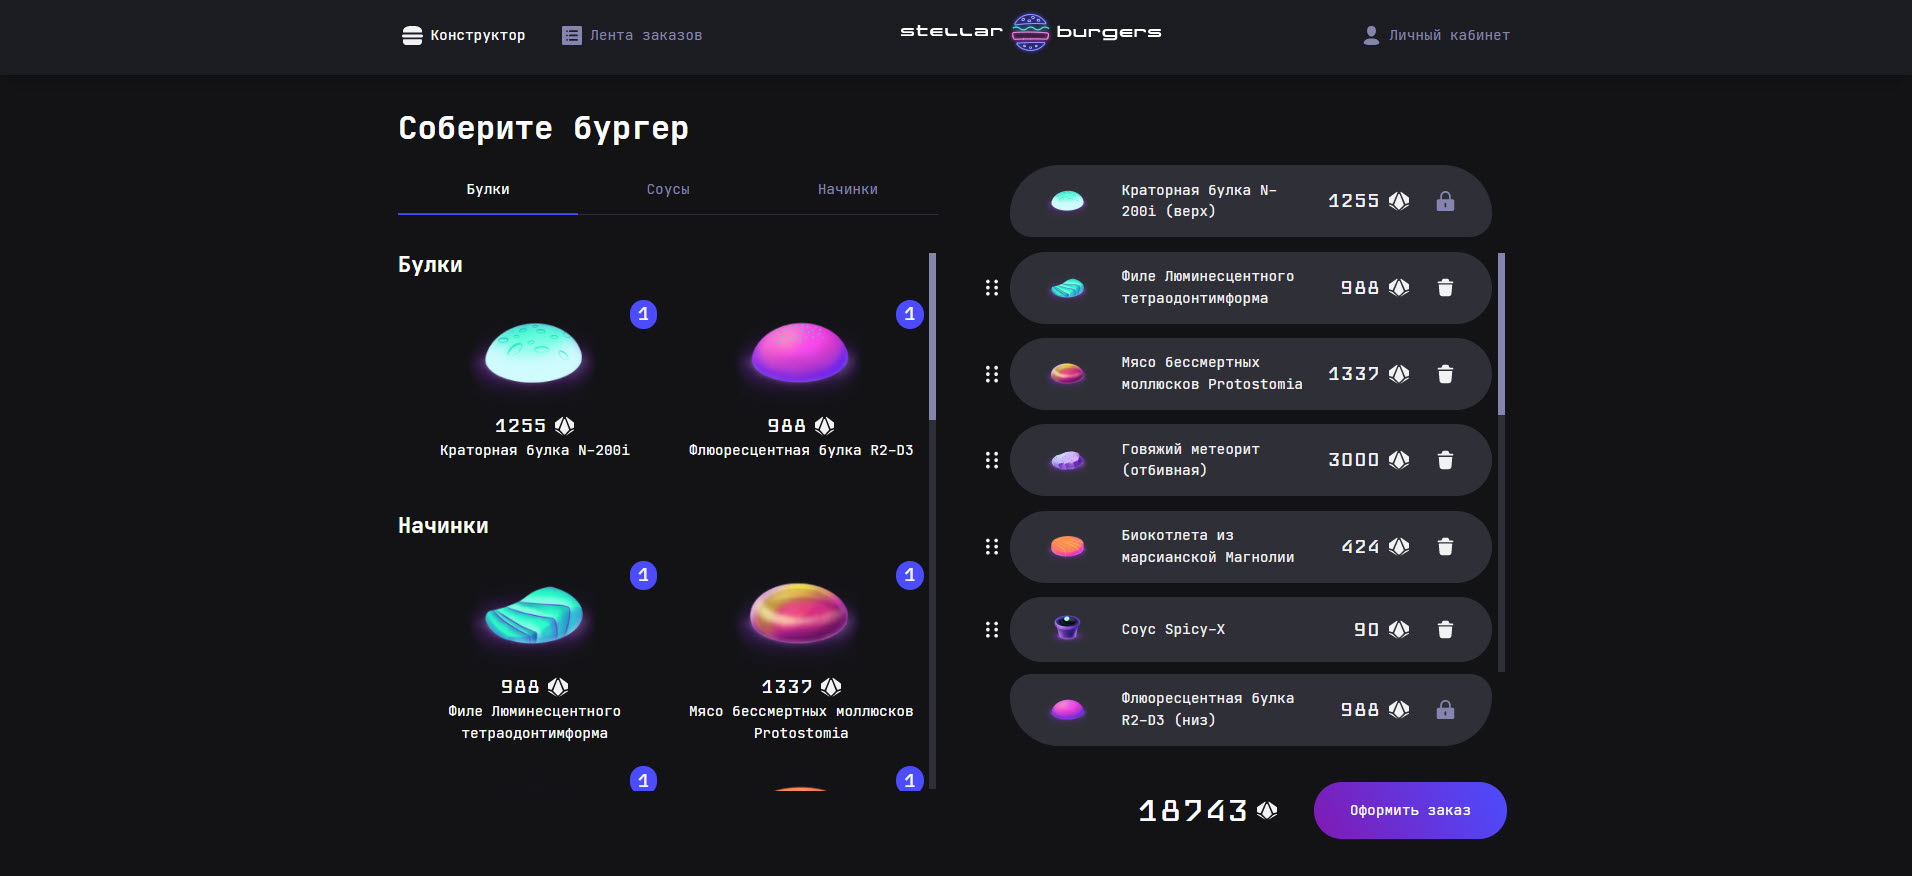 Конструктор
Лента заказов
stellar burgers
Личный кабинет
Соберите бургер
Булки
Соусы
Начинки
Булки
1
1
1255
988
Краторная булка N-200i
Флюоресцентная булка R2-D3
Начинки
1
1
988
1337
Филе Люминесцентного
тетраодонтимформа
Мясо бессмертных моллюсков
Protostomia
1
1
Краторная булка N-
200i (верх)
1255
Филе Люминесцентного
тетраодонтимформа
988
Мясо бессмертных
моллюсков Protostomia
1337
Говяжий метеорит
(отбивная)
3000
Биокотлета из
марсианской Магнолии
424
Соус Spicy-X
90
Флюоресцентная булка
R2-D3 (низ)
988
18743
Оформить заказ